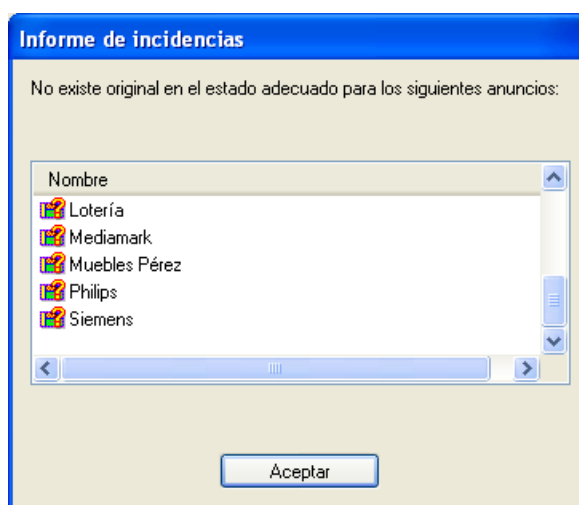 Informe de incidencias
No existe original en el estado adecuado para los siguientes anuncios:
Nombre
Lotería
Mediamark
Muebles Pérez
Philips
Siemens
Aceptar